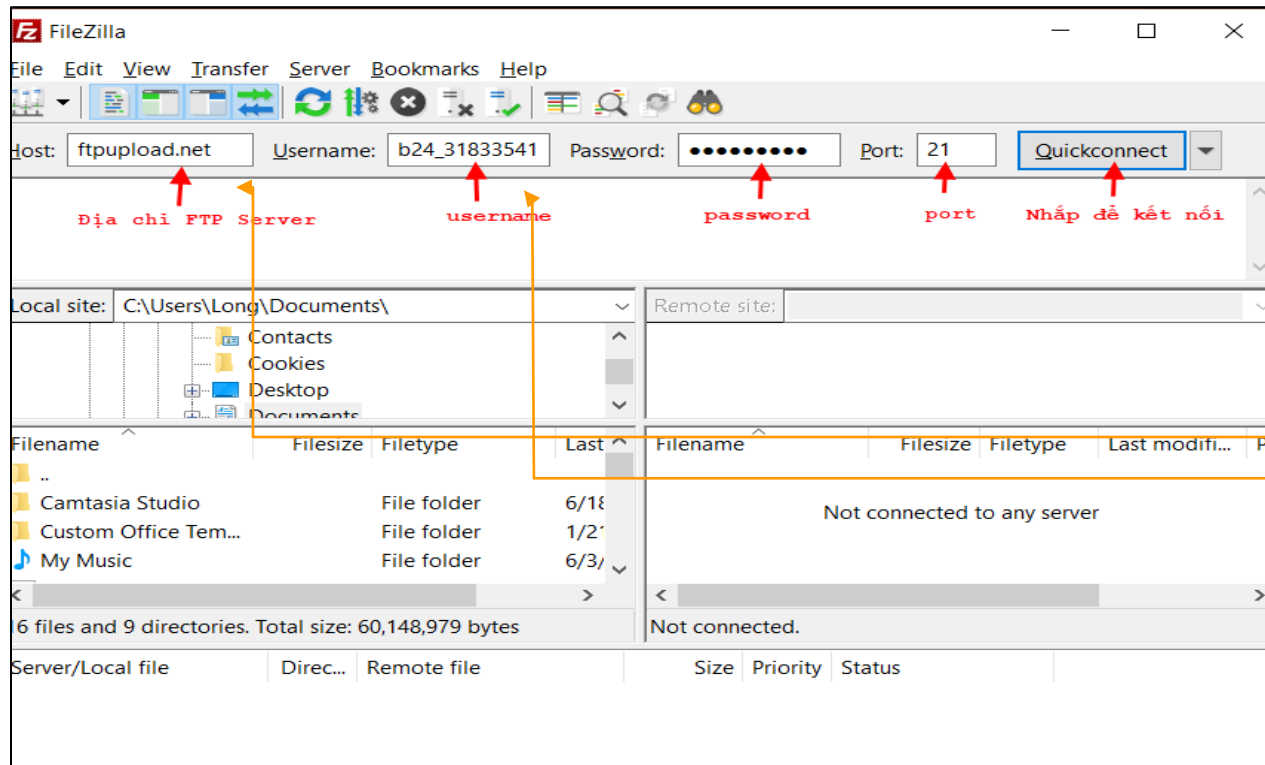 FileZilla
File Edit View Transfer Server Bookmarks Help
Host: ftpupload.net Username: b24_31833541 Password: ●●●●●●●●● Port: 21 Quickconnect
Địa chỉ FTP Server username password port Nhắp để kết nối
Local site: C:\Users\Long\Documents\ Remote site:
Contacts
Cookies
Desktop
Documents
Filename Filesize Filetype Last Filename Filesize Filetype Last modifi... P
..
Camtasia Studio File folder 6/18
Custom Office Tem... File folder 1/21
My Music File folder 6/3/
Not connected to any server
16 files and 9 directories. Total size: 60,148,979 bytes Not connected.
Server/Local file Direc... Remote file Size Priority Status